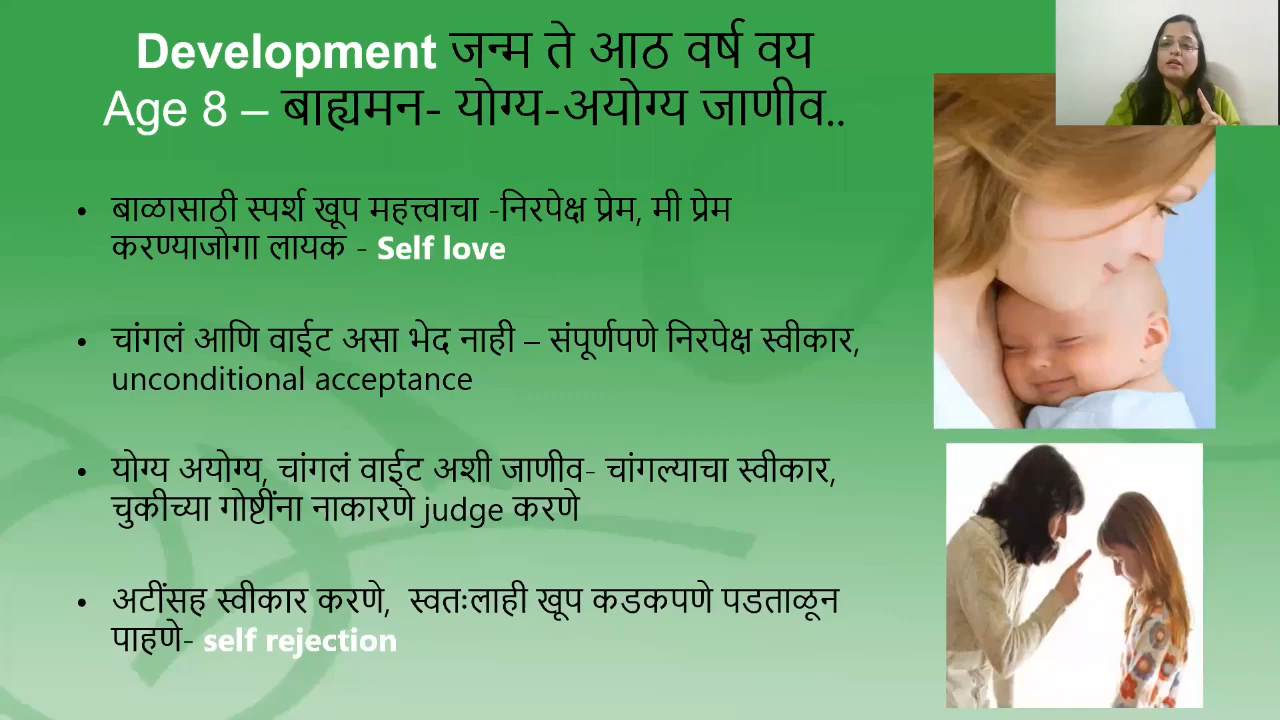 Development जन्म ते आठ वर्ष वय
Age 8 – बाह्यमन- योग्य-अयोग्य जाणीव..
• बाळासाठी स्पर्श खूप महत्त्वाचा -निरपेक्ष प्रेम, मी प्रेम
करण्याजोगा लायक - Self love
• चांगलं आणि वाईट असा भेद नाही – संपूर्णपणे निरपेक्ष स्वीकार,
unconditional acceptance
• योग्य अयोग्य, चांगलं वाईट अशी जाणीव- चांगल्याचा स्वीकार,
चुकीच्या गोष्टींना नाकारणे judge करणे
• अटींसह स्वीकार करणे, स्वतःलाही खूप कडकपणे पडताळून
पाहणे- self rejection